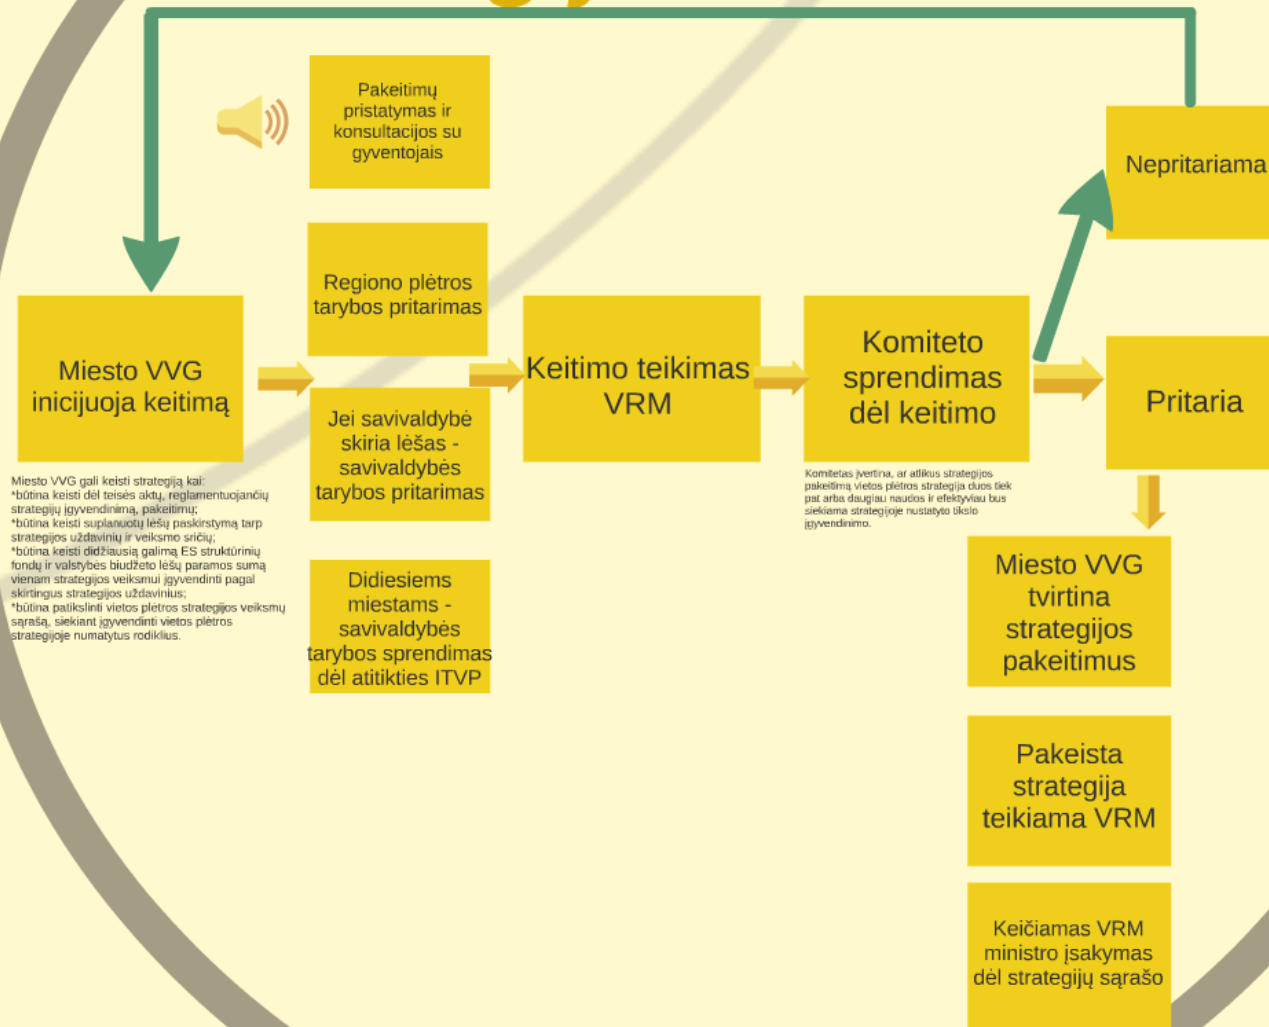 Pakeitimų
pristatymas ir
konsultacijos su
gyventojais
Nepritariama
Regiono plėtros
tarybos pritarimas
Miesto VVG
inicijuoja keitimą
Jei savivaldybė
skiria lėšas -
savivaldybės
tarybos pritarimas
Keitimo teikimas
VRM
Komiteto
sprendimas
dėl keitimo
Pritaria
Miesto VVG gali keisti strategiją kai:
*būtina keisti dėl teisės aktų, reglamentuojančių
strategijų įgyvendinimą, pakeitimų;
*būtina keisti suplanuotų lėšų paskirstymą tarp
strategijos uždavinių ir veiksmo sričių;
*būtina keisti didžiausią galimą ES struktūrinių
fondų ir valstybės biudžeto lėšų paramos sumą
vienam strategijos veiksmui įgyvendinti pagal
skirtingus strategijos uždavinius;
*būtina patikslinti vietos plėtros strategijos veiksmų
sąrašą, siekiant įgyvendinti vietos plėtros
strategijoje numatytus rodiklius.
Komitetas įvertina, ar atlikus strategijos
pakeitimą vietos plėtros strategija duos tiek
pat arba daugiau naudos ir efektyviau bus
siekiama strategijoje nustatyto tikslo
įgyvendinimo.
Didiesiems
miestams -
savivaldybės
tarybos sprendimas
dėl atitikties ITVP
Miesto VVG
tvirtina
strategijos
pakeitimus
Pakeista
strategija
teikiama VRM
Keičiamas VRM
ministro įsakymas
dėl strategijų sąrašo